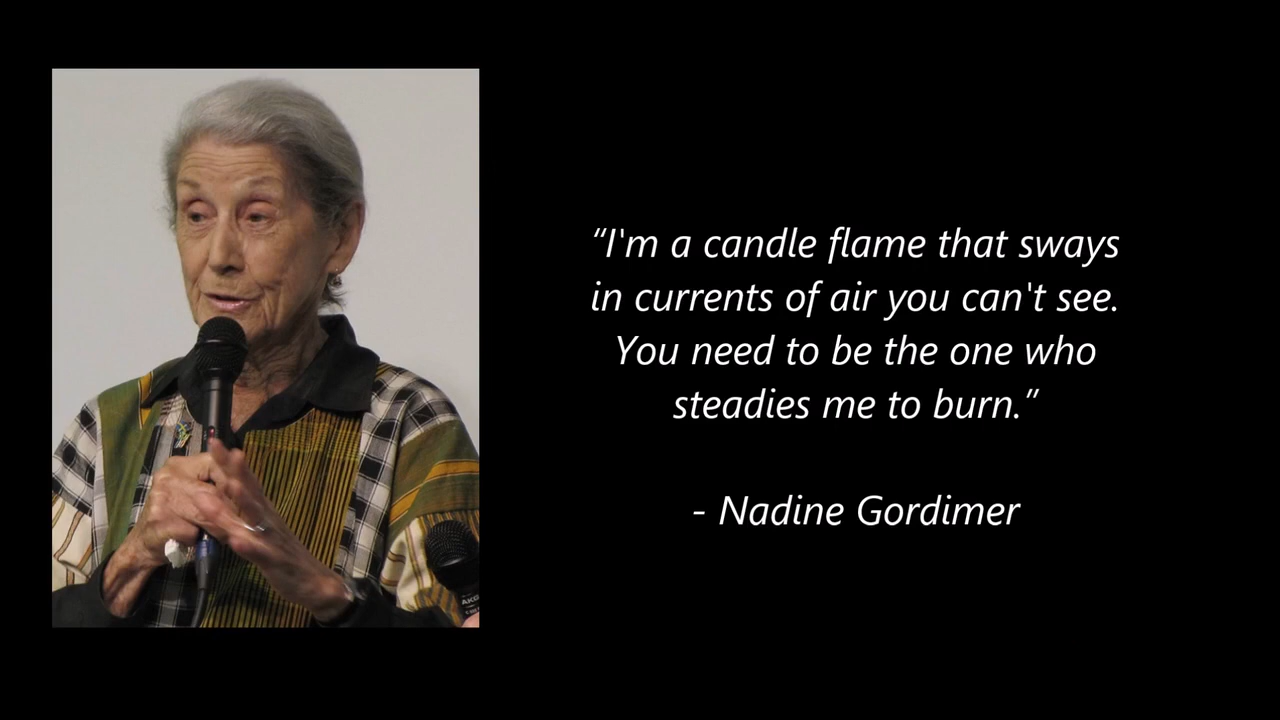 “I'm a candle flame that sways
in currents of air you can't see.
You need to be the one who
steadies me to burn.”
- Nadine Gordimer
AKG